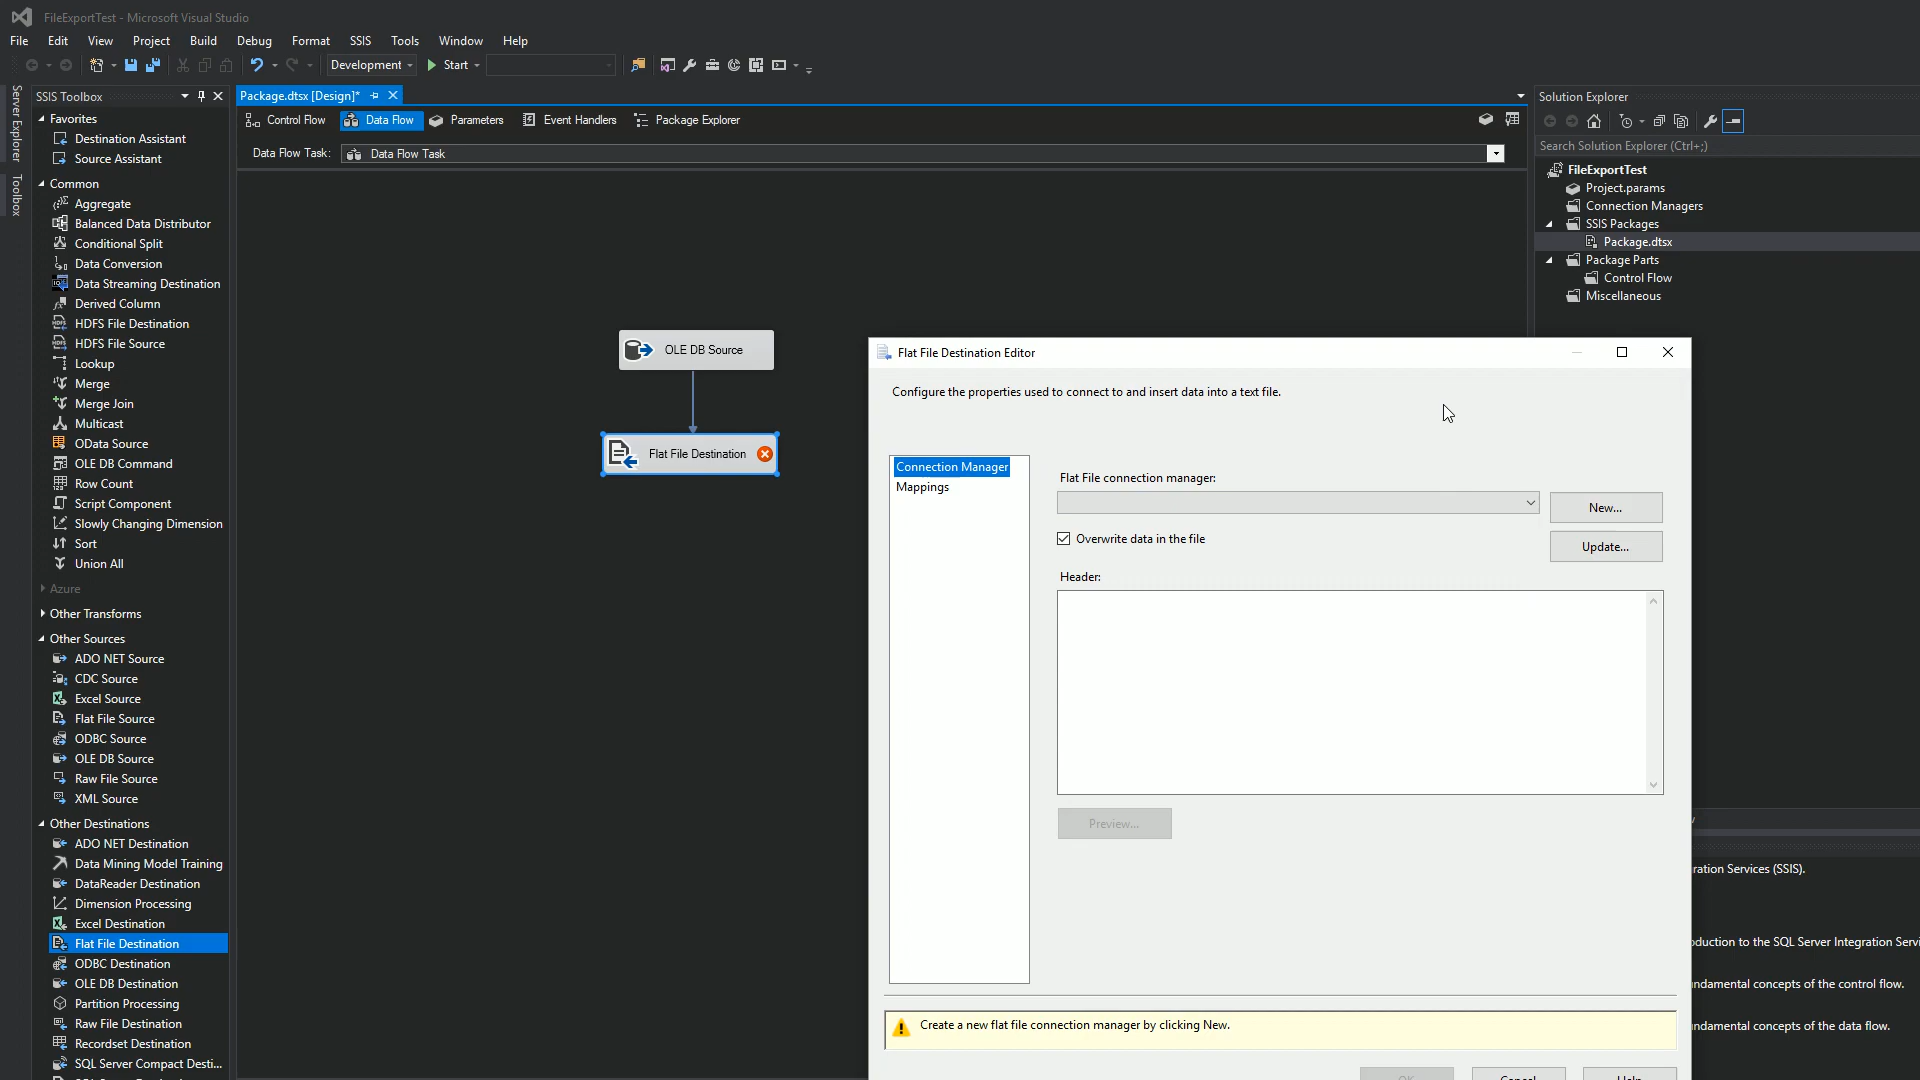 FileExportTest - Microsoft Visual Studio
File Edit View Project Build Debug Format SSIS Tools Window Help
Development Start
Server Explorer
Toolbox
SSIS Toolbox
Favorites
Destination Assistant
Source Assistant
Common
Aggregate
Balanced Data Distributor
Conditional Split
Data Conversion
Data Streaming Destination
Derived Column
HDFS File Destination
HDFS File Source
Lookup
Merge
Merge Join
Multicast
OData Source
OLE DB Command
Row Count
Script Component
Slowly Changing Dimension
Sort
Union All
Azure
Other Transforms
Other Sources
ADO NET Source
CDC Source
Excel Source
Flat File Source
ODBC Source
OLE DB Source
Raw File Source
XML Source
Other Destinations
ADO NET Destination
Data Mining Model Training
DataReader Destination
Dimension Processing
Excel Destination
Flat File Destination
ODBC Destination
OLE DB Destination
Partition Processing
Raw File Destination
Recordset Destination
SQL Server Compact Desti...
Package.dtsx [Design]*
Control Flow Data Flow Parameters Event Handlers Package Explorer
Data Flow Task: Data Flow Task
OLE DB Source
Flat File Destination
Flat File Destination Editor
Configure the properties used to connect to and insert data into a text file.
Connection Manager
Mappings
Flat File connection manager:
New...
Overwrite data in the file
Update...
Header:
Preview...
Create a new flat file connection manager by clicking New.
OK Cancel Help
Solution Explorer
Search Solution Explorer (Ctrl+;)
FileExportTest
Project.params
Connection Managers
SSIS Packages
Package.dtsx
Package Parts
Control Flow
Miscellaneous
ration Services (SSIS).
oduction to the SQL Server Integration Servi
ndamental concepts of the control flow.
ndamental concepts of the data flow.